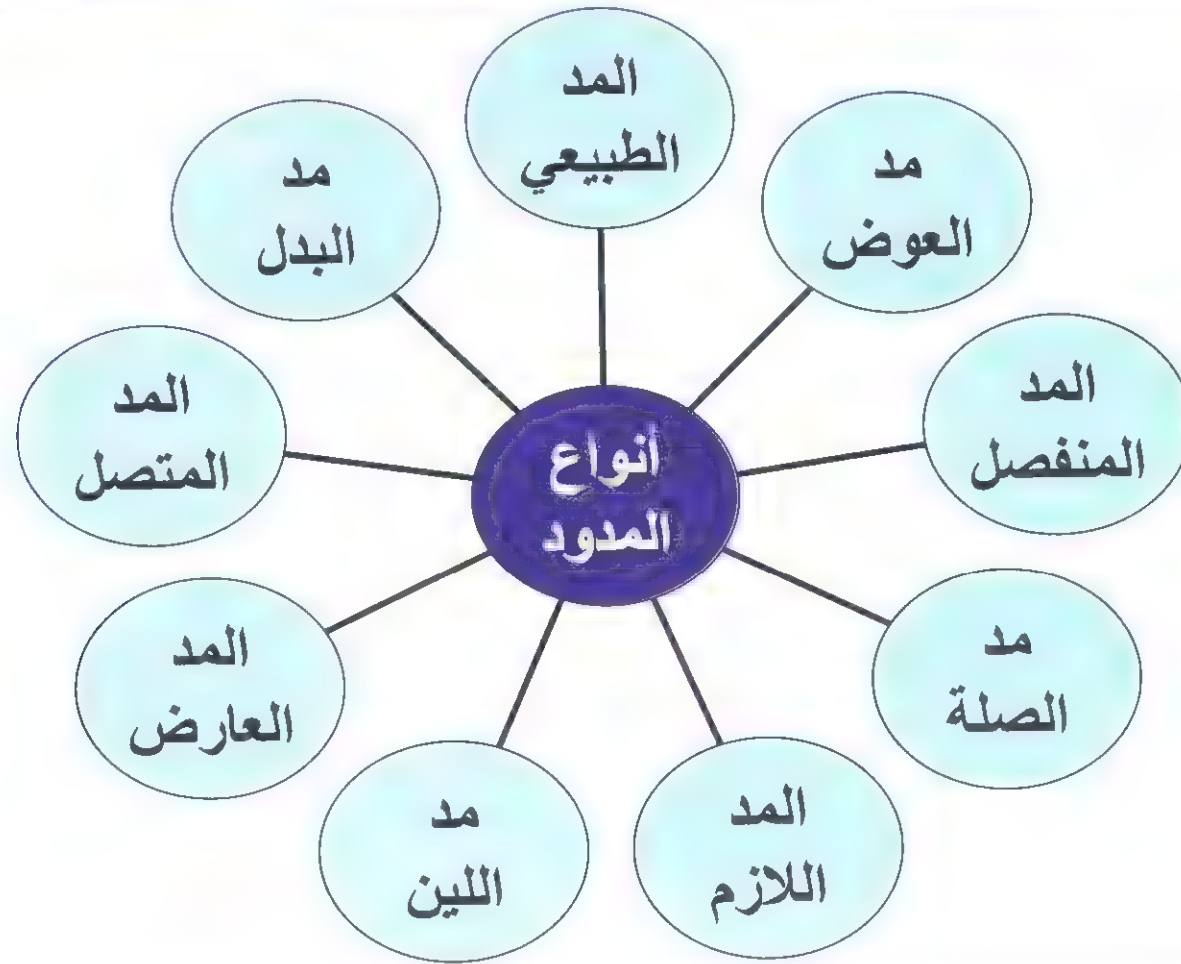 أنواع
المدود
المد
الطبيعي
مد
العوض
المد
المنفصل
مد
الصلة
المد
اللازم
مد
اللين
المد
العارض
المد
المتصل
مد
البدل